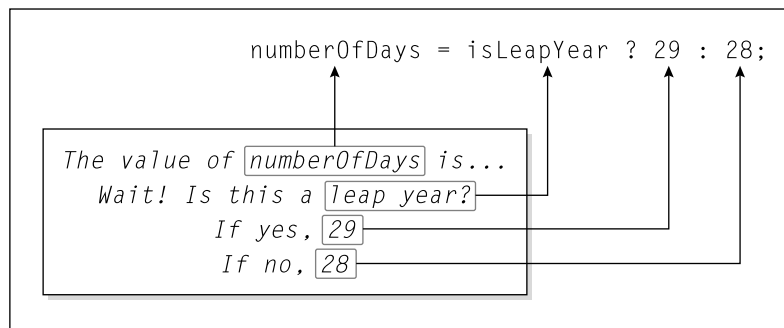 numberOfDays = isLeapYear ? 29 : 28;
The value of numberOfDays is...
Wait! Is this a leap year?
If yes, 29
If no, 28